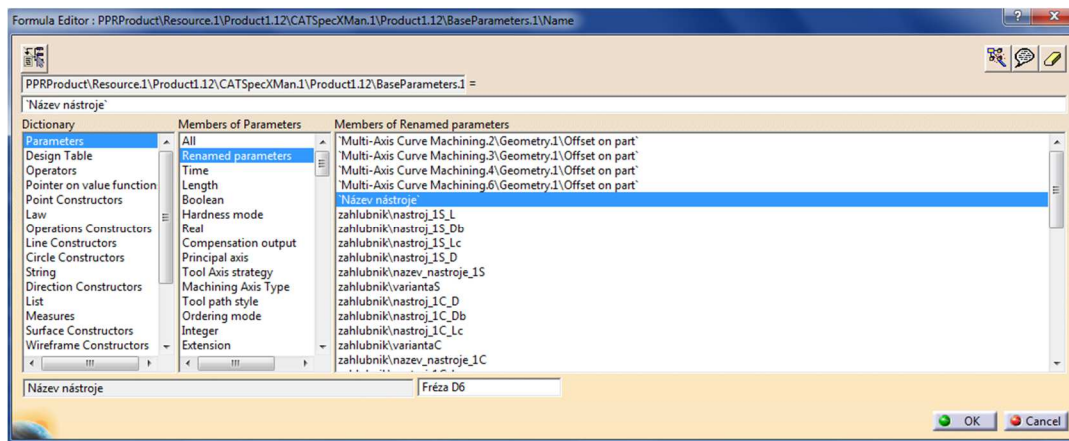 Formula Editor : PPRProduct\Resource.1\Product1.12\CATSpecXMan.1\Product1.12\BaseParameters.1\Name
PPRProduct\Resource.1\Product1.12\CATSpecXMan.1\Product1.12\BaseParameters.1 =
`Název nástroje`
Dictionary
Parameters
Design Table
Operators
Pointer on value function
Point Constructors
Law
Operations Constructors
Line Constructors
Circle Constructors
String
Direction Constructors
List
Measures
Surface Constructors
Wireframe Constructors
Members of Parameters
All
Renamed parameters
Time
Length
Boolean
Hardness mode
Real
Compensation output
Principal axis
Tool Axis strategy
Machining Axis Type
Tool path style
Ordering mode
Integer
Extension
Members of Renamed parameters
`Multi-Axis Curve Machining.2\Geometry.1\Offset on part`
`Multi-Axis Curve Machining.3\Geometry.1\Offset on part`
`Multi-Axis Curve Machining.4\Geometry.1\Offset on part`
`Multi-Axis Curve Machining.6\Geometry.1\Offset on part`
`Název nástroje`
zahlubnik\nastroj_1S_L
zahlubnik\nastroj_1S_Db
zahlubnik\nastroj_1S_Lc
zahlubnik\nastroj_1S_D
zahlubnik\nazev_nastroje_1S
zahlubnik\variantaS
zahlubnik\nastroj_1C_D
zahlubnik\nastroj_1C_Db
zahlubnik\nastroj_1C_Lc
zahlubnik\variantaC
zahlubnik\nazev_nastroje_1C
Název nástroje
Fréza D6
OK
Cancel